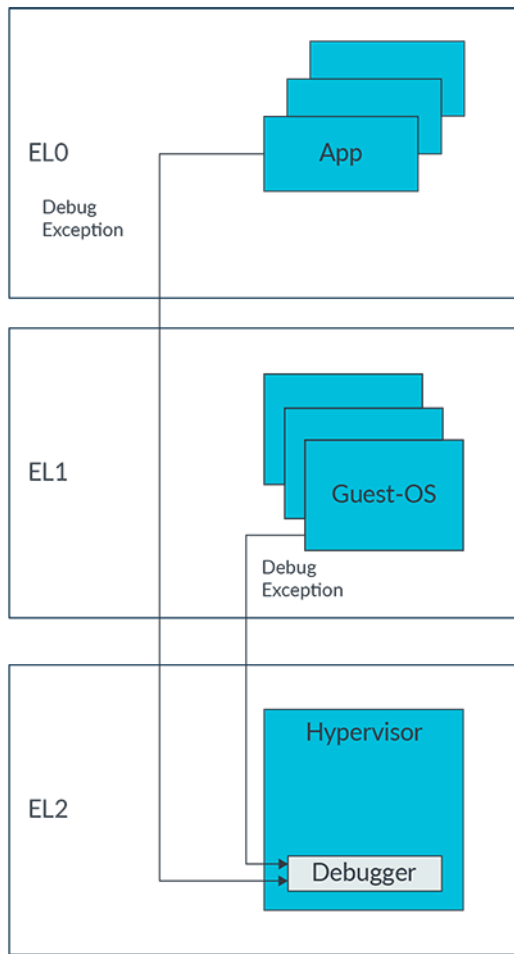 EL0
App
Debug
Exception
EL1
Guest-OS
Debug
Exception
Hypervisor
EL2
Debugger